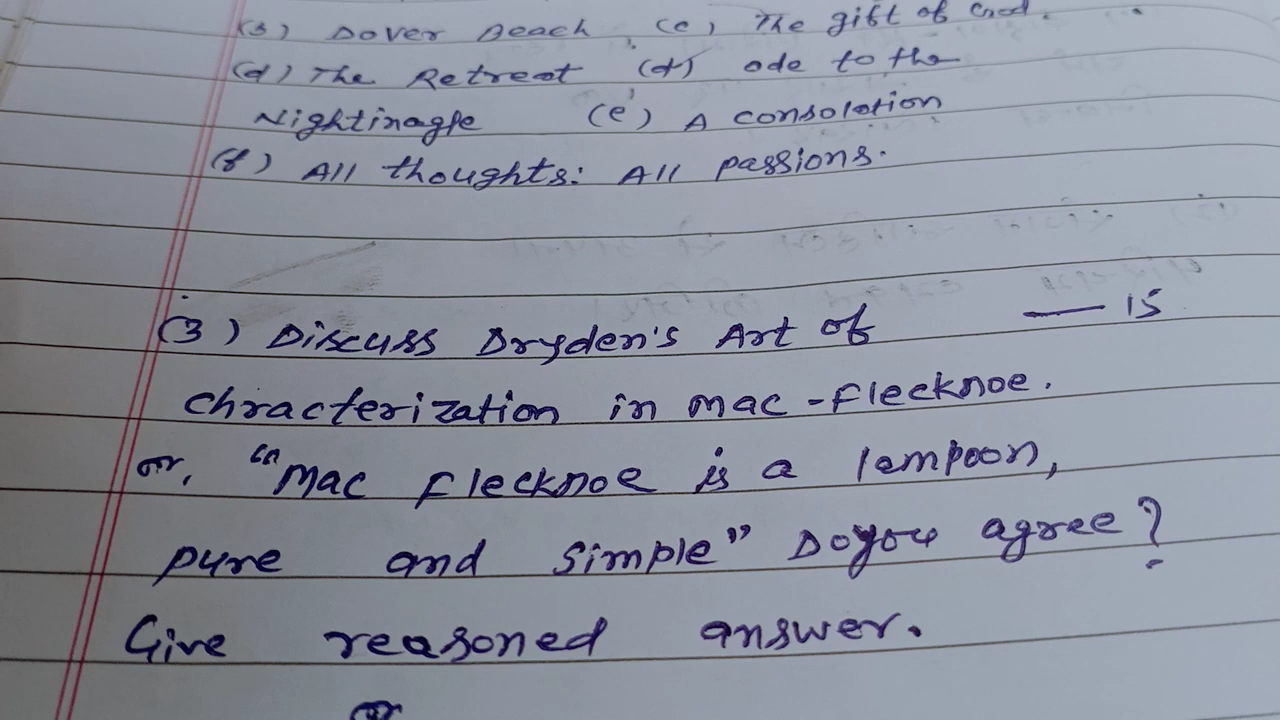 (3) Dover Beach, (c) The gift of God.
(d) The Retreat (d) ode to the
Nightinagle (e) A consolation
(f) All thoughts: All passions.
(3) Discuss Dryden's Art of — 15
Chracterization in Mac-Flecknoe.
or, "Mac Flecknoe is a lampoon,
pure and simple" Do you agree?
Give reasoned answer.
or